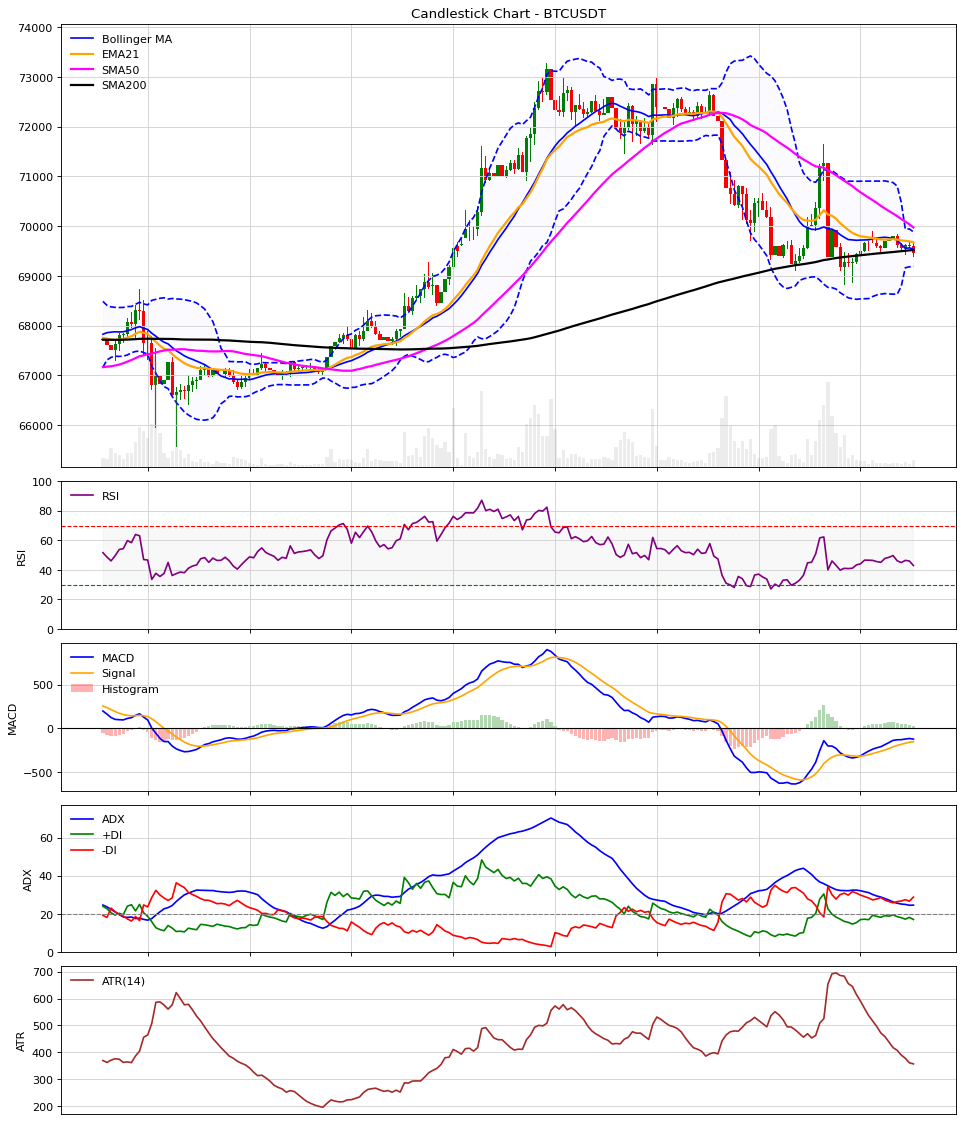 Candlestick Chart - BTCUSDT
74000
73000
72000
71000
70000
69000
68000
67000
66000
Bollinger MA
EMA21
SMA50
SMA200
RSI
100
80
60
40
20
0
RSI
MACD
500
0
−500
MACD
Signal
Histogram
ADX
60
40
20
0
ADX
+DI
-DI
ATR
700
600
500
400
300
200
ATR(14)